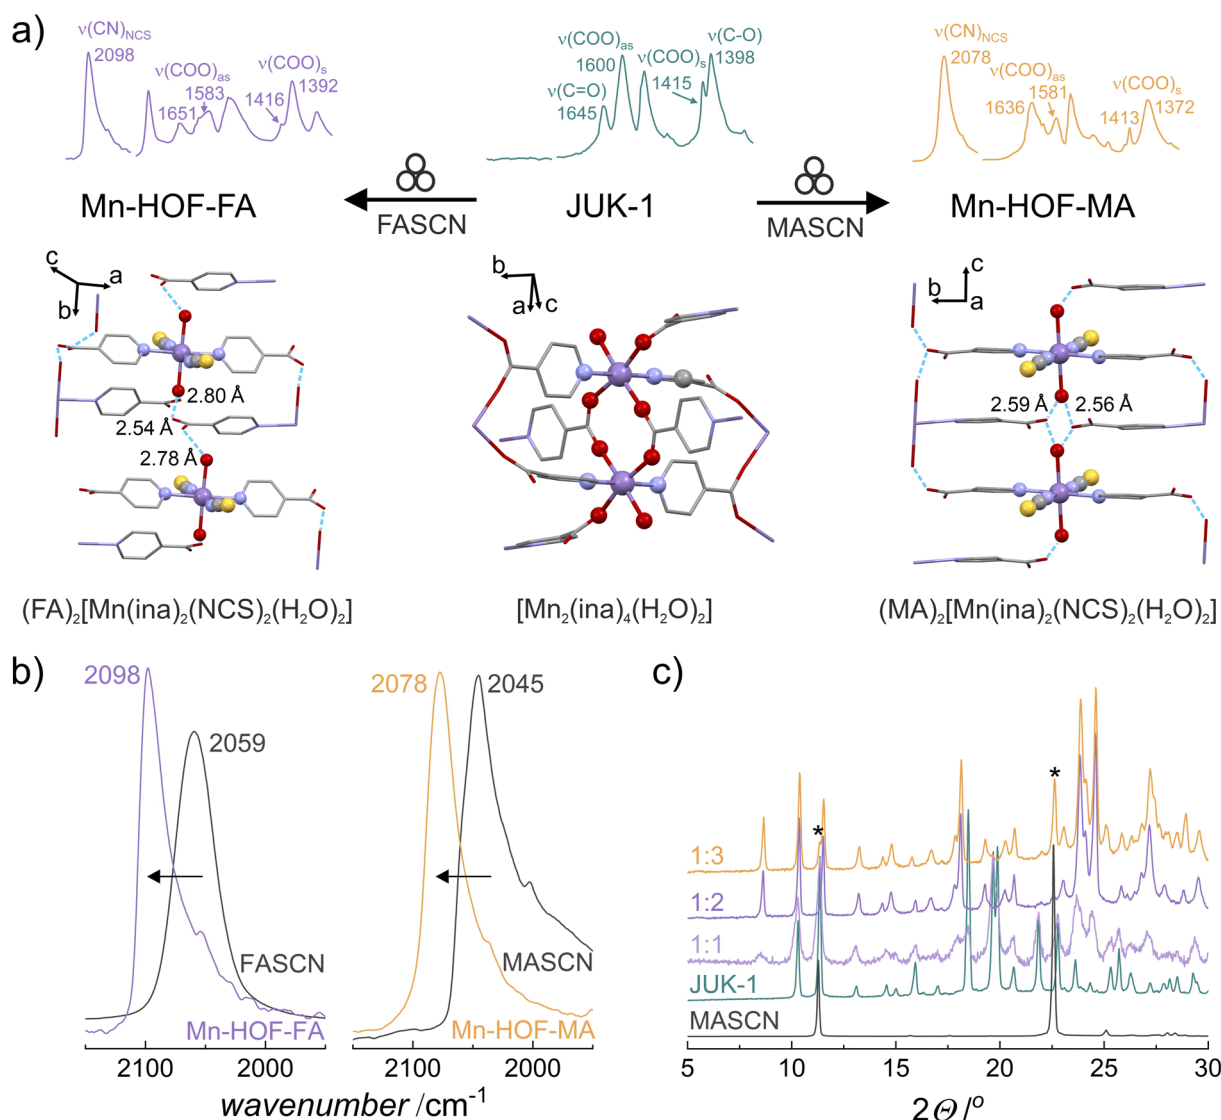 a)
ν(CN)NCS
2098
ν(COO)as
1651
1583
ν(COO)s
1416
1392
ν(C=O)
1645
ν(COO)as
1600
ν(COO)s
1415
ν(C-O)
1398
ν(CN)NCS
2078
ν(COO)as
1636
1581
ν(COO)s
1413
1372
Mn-HOF-FA
FASCN
JUK-1
MASCN
Mn-HOF-MA
c
a
b
2.80 Å
2.54 Å
2.78 Å
b
a
c
c
b
a
2.59 Å
2.56 Å
(FA)₂[Mn(ina)₂(NCS)₂(H₂O)₂]
[Mn₂(ina)₄(H₂O)₂]
(MA)₂[Mn(ina)₂(NCS)₂(H₂O)₂]
b)
2098
2059
FASCN
Mn-HOF-FA
2078
2045
MASCN
Mn-HOF-MA
2100
2000
2100
2000
wavenumber /cm⁻¹
c)
*
*
1:3
1:2
1:1
JUK-1
MASCN
5
10
15
20
25
30
2Θ /º